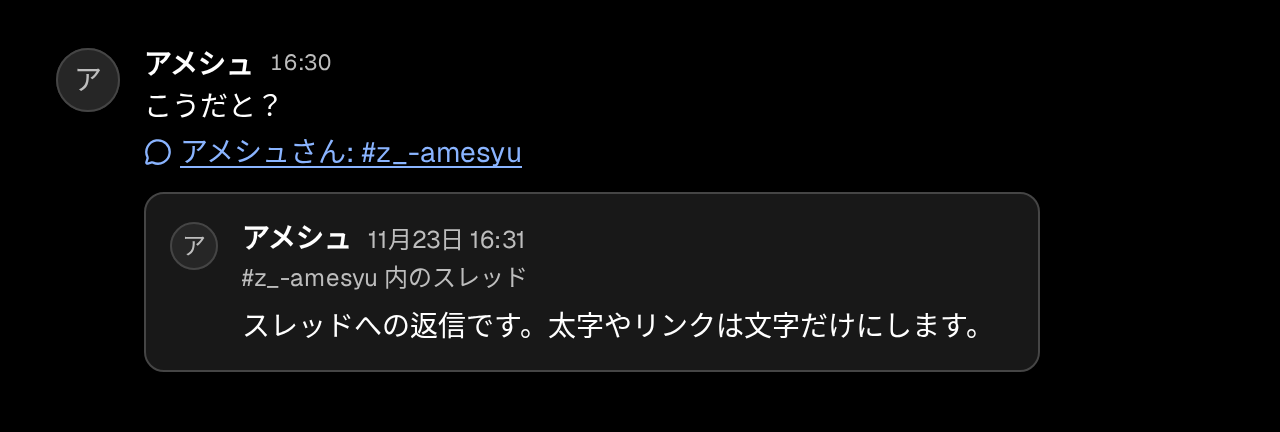 ア
アメシュ 16:30
こうだと？
アメシュさん: #z_-amesyu
ア
アメシュ 11月23日 16:31
#z_-amesyu 内のスレッド
スレッドへの返信です。太字やリンクは文字だけにします。